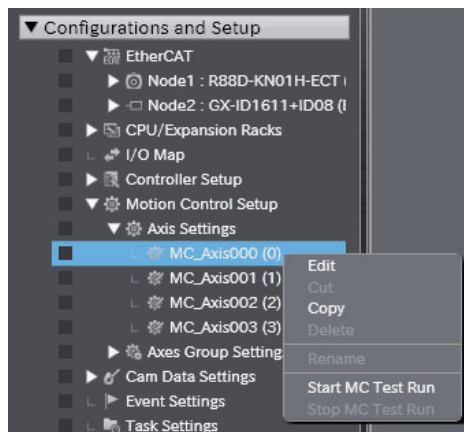 Configurations and Setup
EtherCAT
Node1 : R88D-KN01H-ECT (
Node2 : GX-ID1611+ID08 (I
CPU/Expansion Racks
I/O Map
Controller Setup
Motion Control Setup
Axis Settings
MC_Axis000 (0)
MC_Axis001 (1)
MC_Axis002 (2)
MC_Axis003 (3)
Axes Group Setting
Cam Data Settings
Event Settings
Task Settings
Edit
Cut
Copy
Delete
Rename
Start MC Test Run
Stop MC Test Run